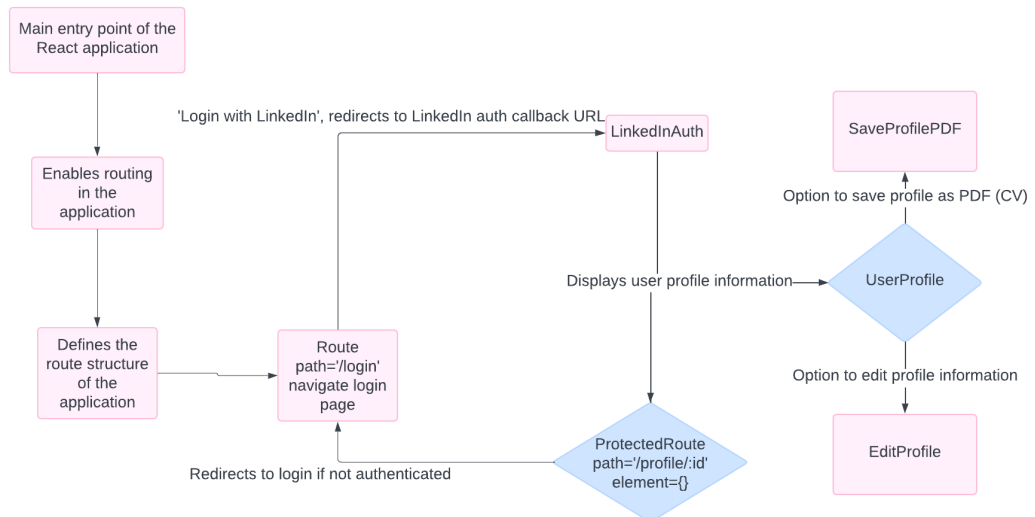 Main entry point of the
React application
'Login with LinkedIn', redirects to LinkedIn auth callback URL
LinkedInAuth
SaveProfilePDF
Enables routing
in the
application
Option to save profile as PDF (CV)
Displays user profile information
UserProfile
Defines the
route structure
of the
application
Route
path='/login'
navigate login
page
Option to edit profile information
ProtectedRoute
path='/profile/:id'
element={}
Redirects to login if not authenticated
EditProfile